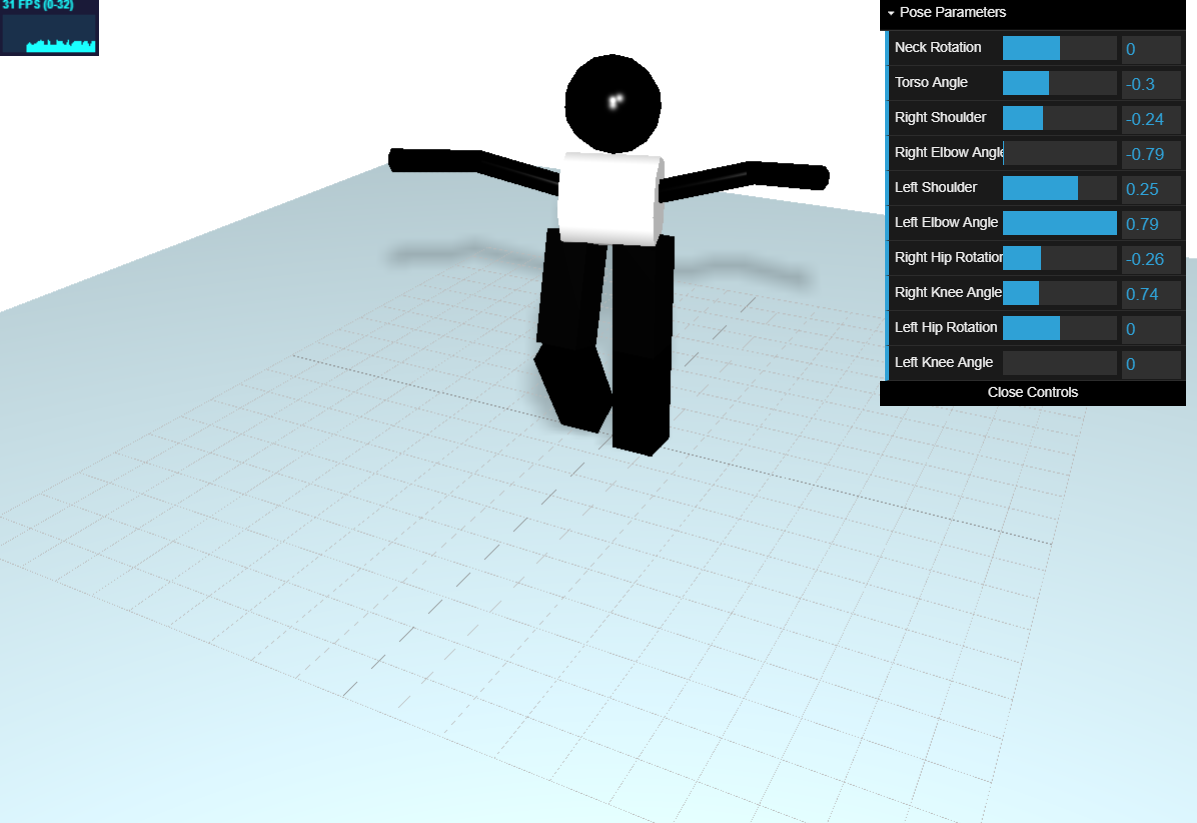 31 FPS (0-32)
Pose Parameters
Neck Rotation 0
Torso Angle -0.3
Right Shoulder -0.24
Right Elbow Angle -0.79
Left Shoulder 0.25
Left Elbow Angle 0.79
Right Hip Rotation -0.26
Right Knee Angle 0.74
Left Hip Rotation 0
Left Knee Angle 0
Close Controls